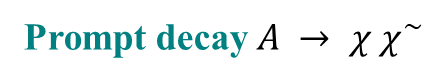 Prompt decay A → χ χ~